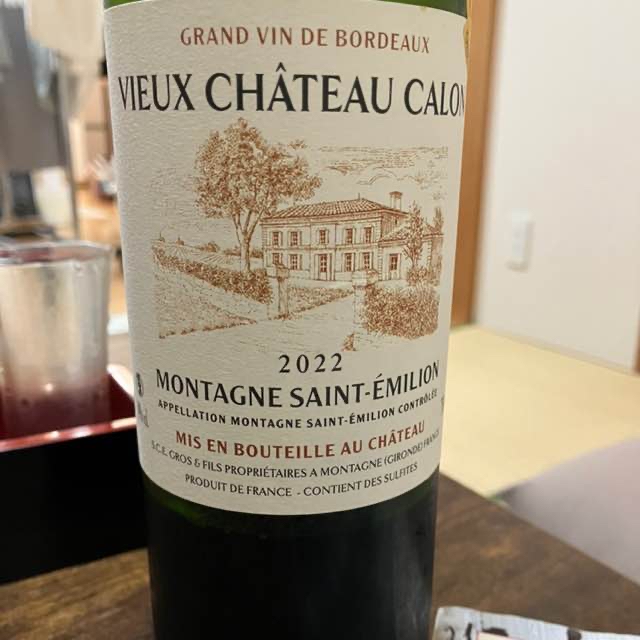 GRAND VIN DE BORDEAUX
VIEUX CHÂTEAU CALON
2022
MONTAGNE SAINT-ÉMILION
APPELLATION MONTAGNE SAINT-ÉMILION CONTRÔLÉE
MIS EN BOUTEILLE AU CHÂTEAU
S.C.E. GROS & FILS PROPRIÉTAIRES A MONTAGNE (GIRONDE) FRANCE
PRODUIT DE FRANCE - CONTIENT DES SULFITES